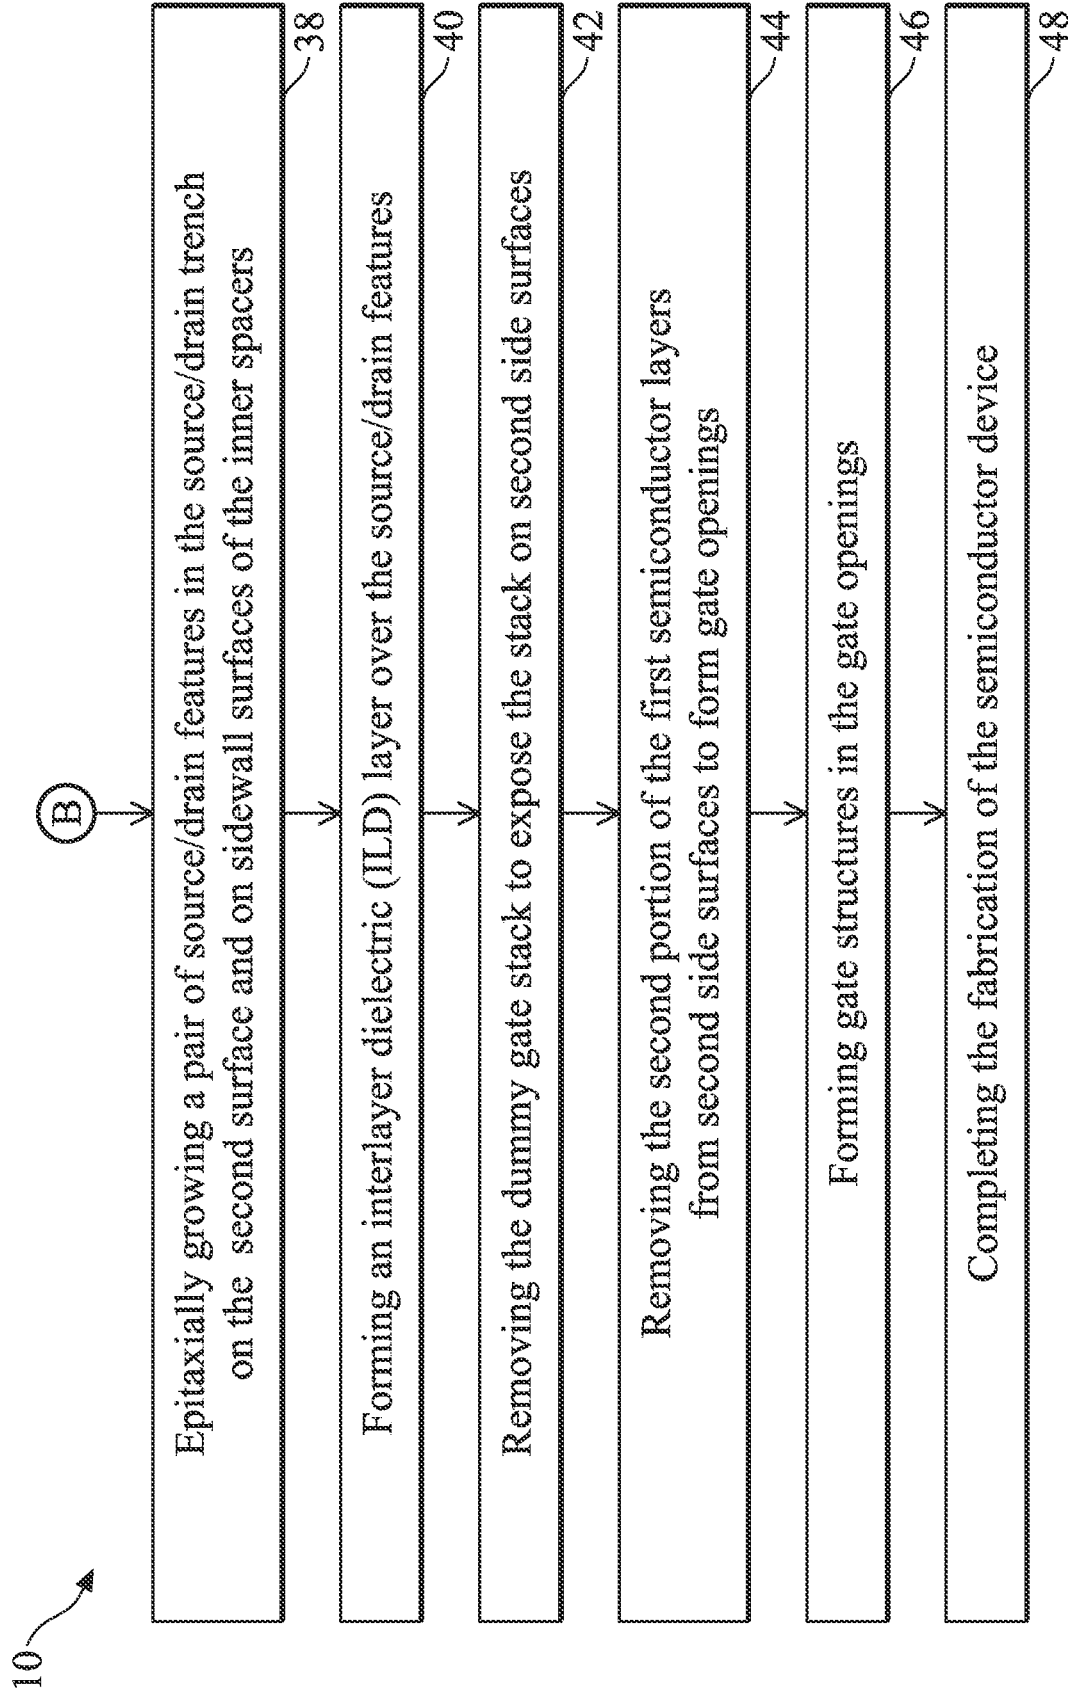 10
B
Epitaxially growing a pair of source/drain features in the source/drain trench
on the second surface and on sidewall surfaces of the inner spacers
38
Forming an interlayer dielectric (ILD) layer over the source/drain features
40
Removing the dummy gate stack to expose the stack on second side surfaces
42
Removing the second portion of the first semiconductor layers
from second side surfaces to form gate openings
44
Forming gate structures in the gate openings
46
Completing the fabrication of the semiconductor device
48